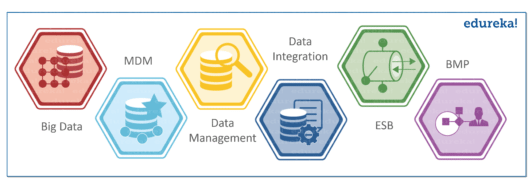 edureka!
Big Data
MDM
Data
Management
Data
Integration
ESB
BMP